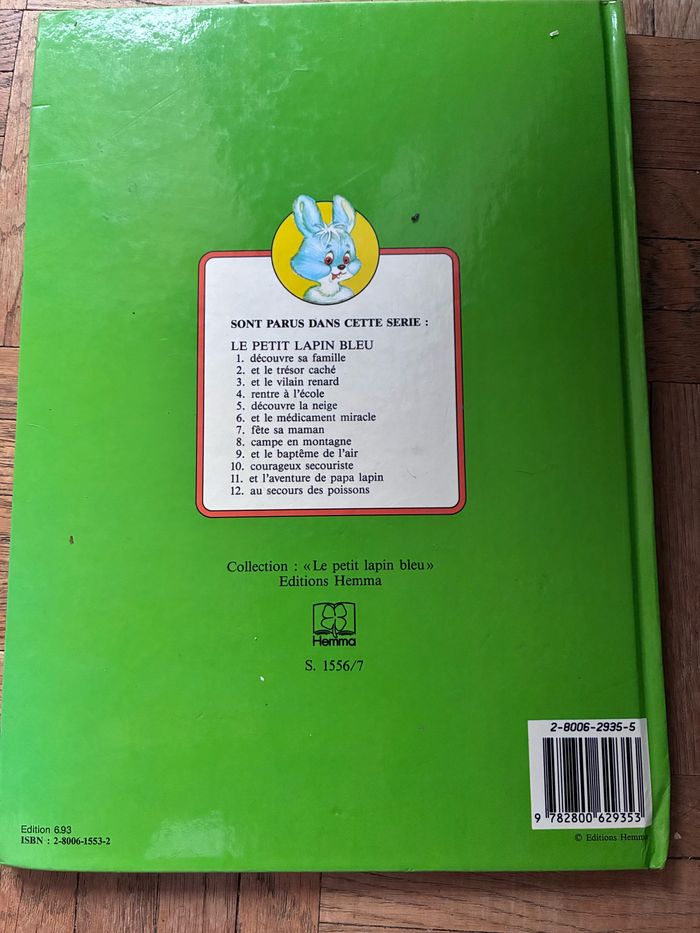 SONT PARUS DANS CETTE SERIE :
LE PETIT LAPIN BLEU
1. découvre sa famille
2. et le trésor caché
3. et le vilain renard
4. rentre à l'école
5. découvre la neige
6. et le médicament miracle
7. fête sa maman
8. campe en montagne
9. et le baptême de l'air
10. courageux secouriste
11. et l'aventure de papa lapin
12. au secours des poissons
Collection : «Le petit lapin bleu»
Editions Hemma
Hemma
S. 1556/7
2-8006-2935-5
9 782800 629353
Edition 6.93
ISBN : 2-8006-1553-2
© Editions Hemma